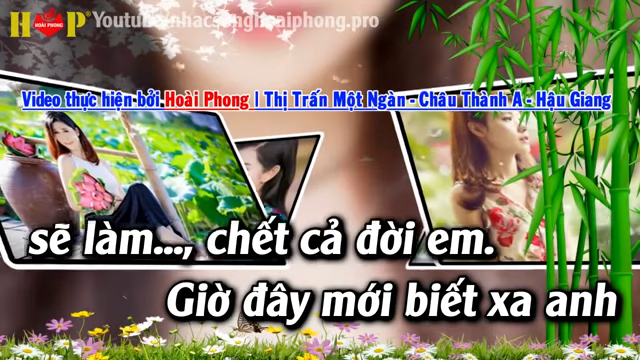 H P® Youtube: nhacsonghoaiphong.pro
HOÀI PHONG
Video thực hiện bởi Hoài Phong | Thị Trấn Một Ngàn - Châu Thành A - Hậu Giang
sẽ làm..., chết cả đời em.
Giờ đây mới biết xa anh